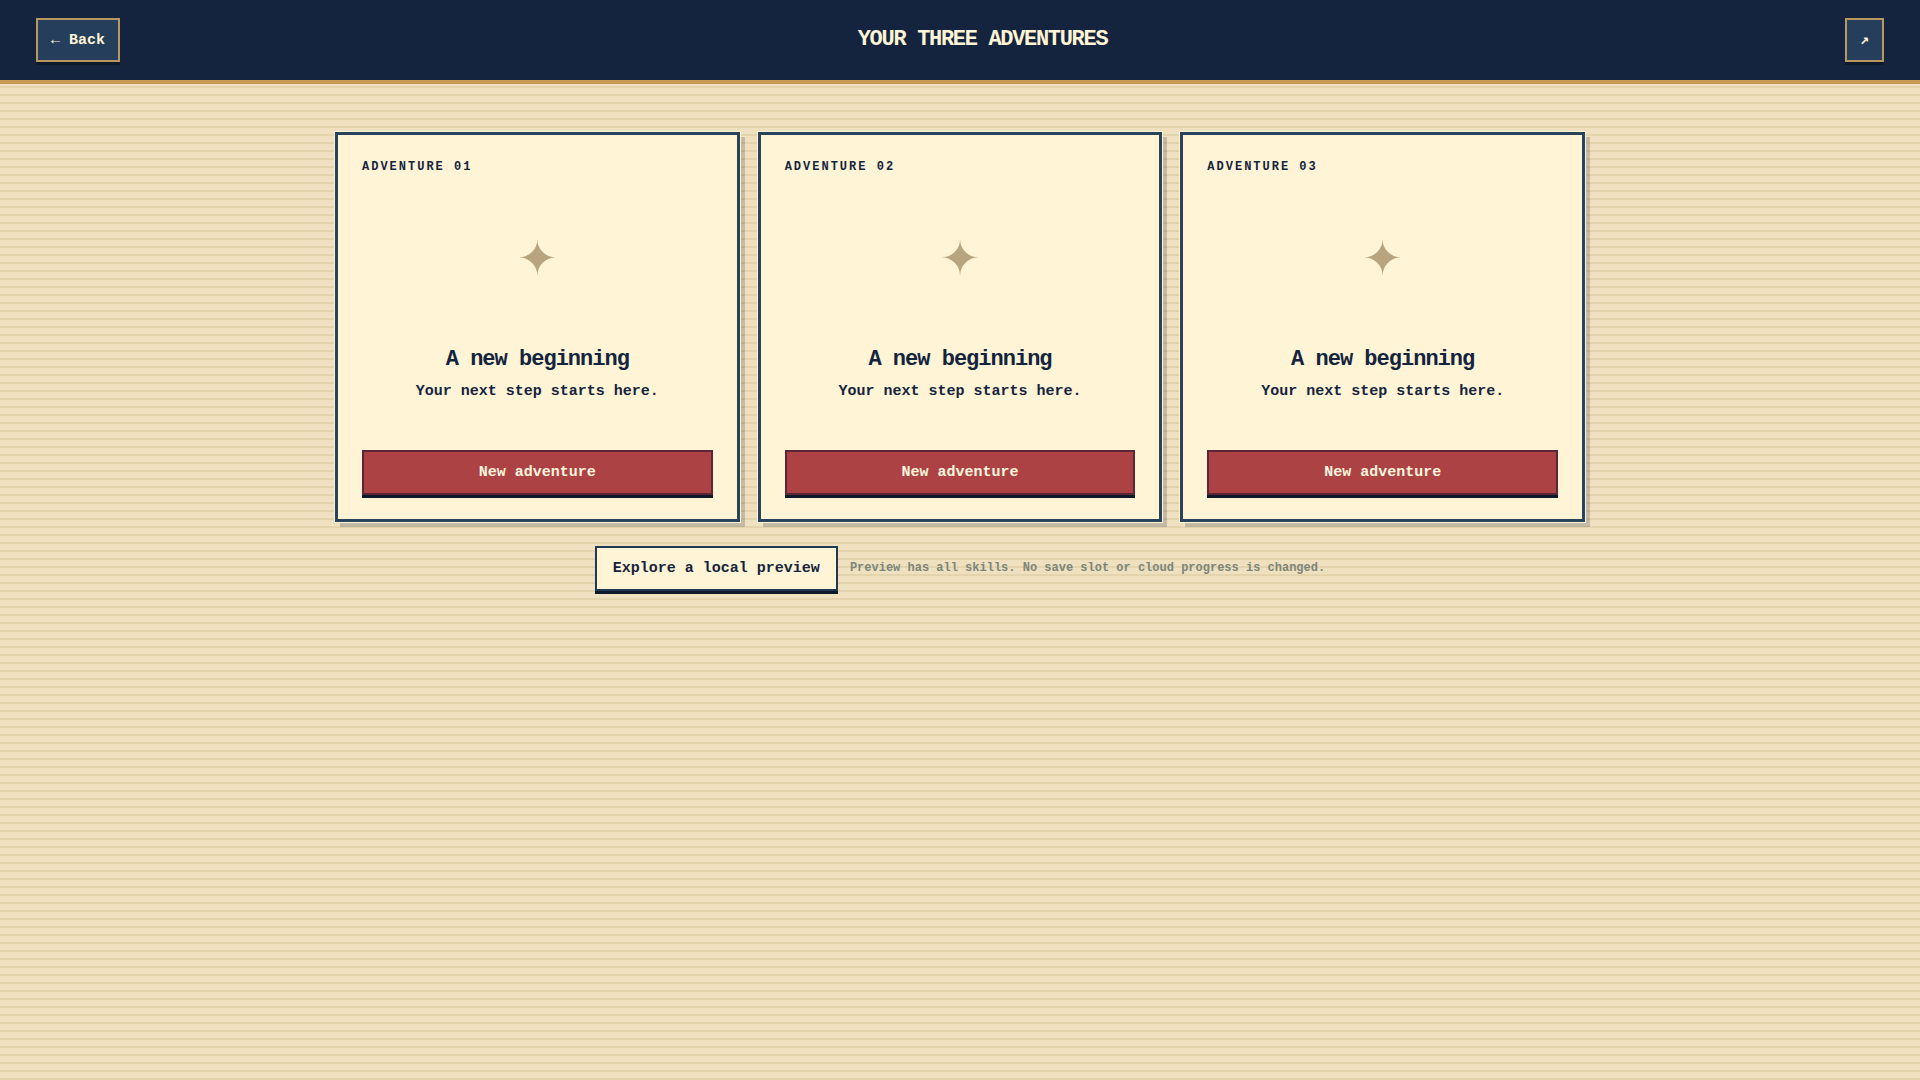 ← Back
YOUR THREE ADVENTURES
↗
ADVENTURE 01
A new beginning
Your next step starts here.
New adventure
ADVENTURE 02
A new beginning
Your next step starts here.
New adventure
ADVENTURE 03
A new beginning
Your next step starts here.
New adventure
Explore a local preview
Preview has all skills. No save slot or cloud progress is changed.